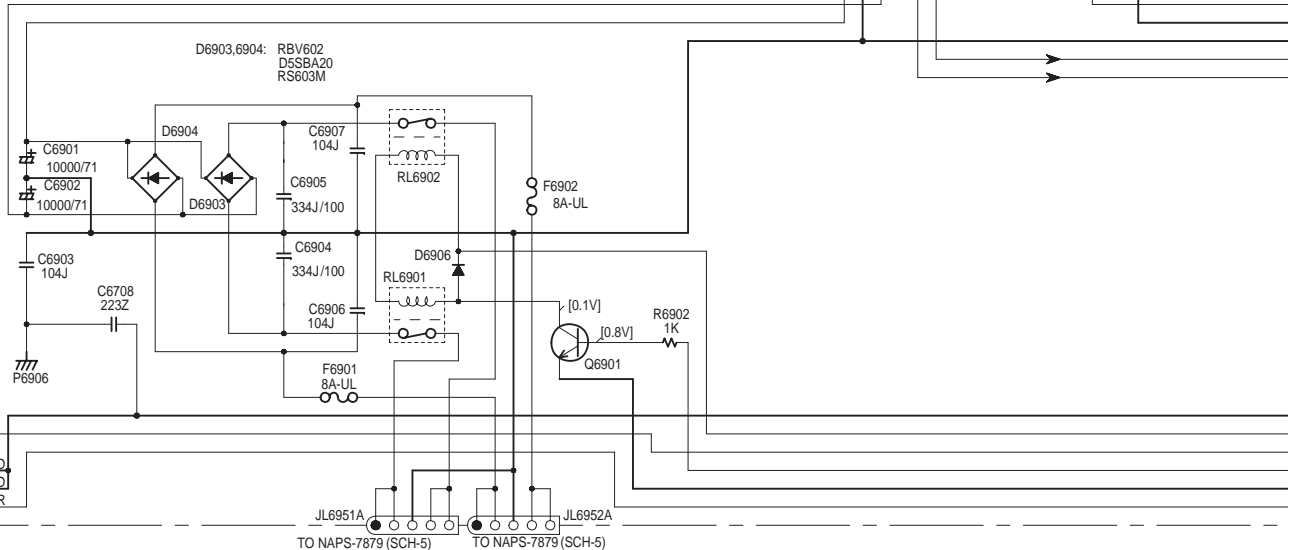 D6903,6904: RBV602
D5SBA20
RS603M
D6904
C6901
10000/71
C6902
10000/71
D6903
C6907
104J
RL6902
C6905
334J/100
F6902
8A-UL
C6903
104J
C6904
334J/100
D6906
RL6901
C6708
223Z
C6906
104J
[0.1V]
[0.8V]
R6902
1K
Q6901
P6906
F6901
8A-UL
R
JL6951A
JL6952A
TO NAPS-7879 (SCH-5)
TO NAPS-7879 (SCH-5)